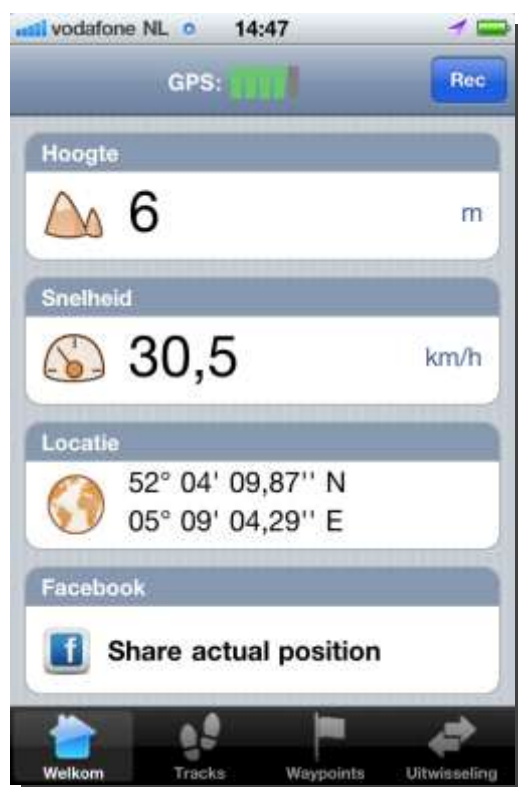 vodafone NL 14:47
GPS: Rec
Hoogte
6 m
Snelheid
30,5 km/h
Locatie
52° 04' 09,87'' N
05° 09' 04,29'' E
Facebook
f Share actual position
Welkom Tracks Waypoints Uitwisseling